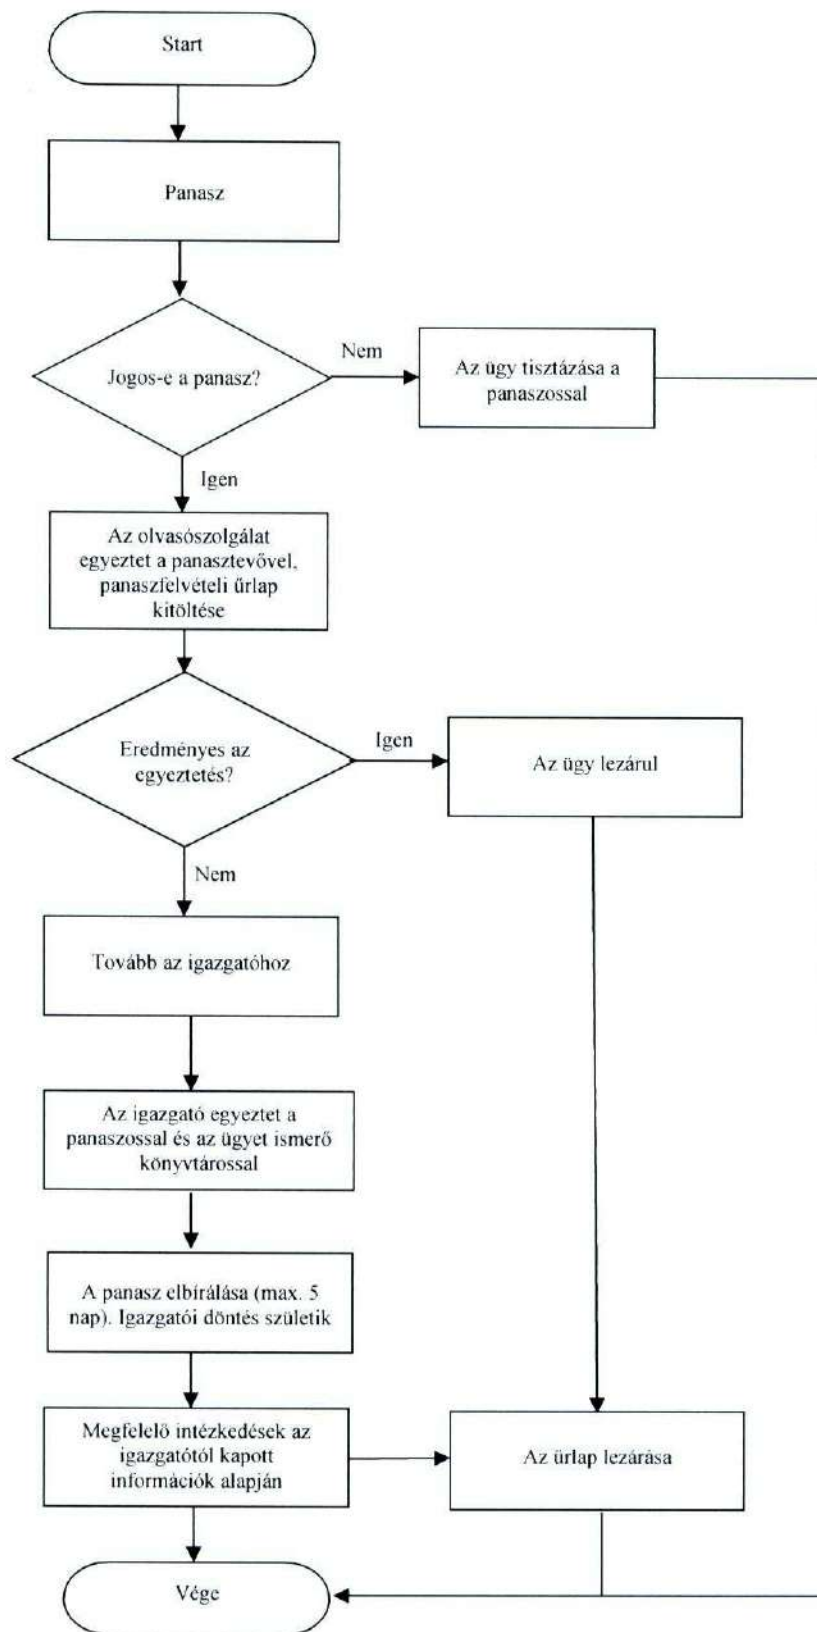 Start
Panasz
Jogos-e a panasz?
Nem
Az ügy tisztázása a
panaszossal
Igen
Az olvasószolgálat
egyeztet a panasztevővel,
panaszfelvételi űrlap
kitöltése
Eredményes az
egyeztetés?
Igen
Az ügy lezárul
Nem
Tovább az igazgatóhoz
Az igazgató egyeztet a
panaszossal és az ügyet ismerő
könyvtárossal
A panasz elbírálása (max. 5
nap). Igazgatói döntés születik
Megfelelő intézkedések az
igazgatótól kapott
információk alapján
Az űrlap lezárása
Vége